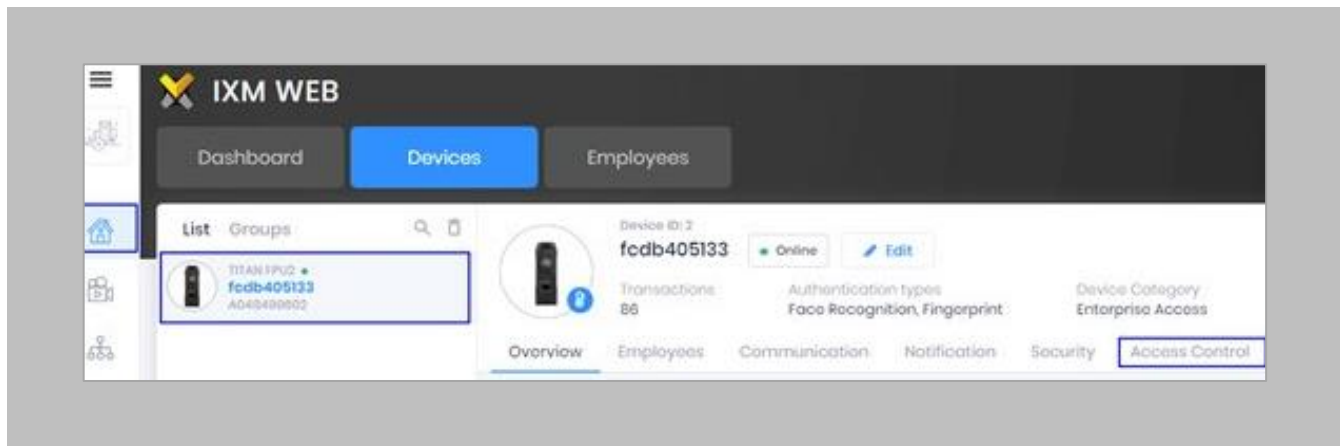 IXM WEB
Dashboard Devices Employees
List Groups
TITAN FPU2
fcdb405133
Device ID: 2
fcdb405133 Online Edit
Transactions Authentication types Device Category
86 Face Recognition, Fingerprint Enterprise Access
Overview Employees Communication Notification Security Access Control